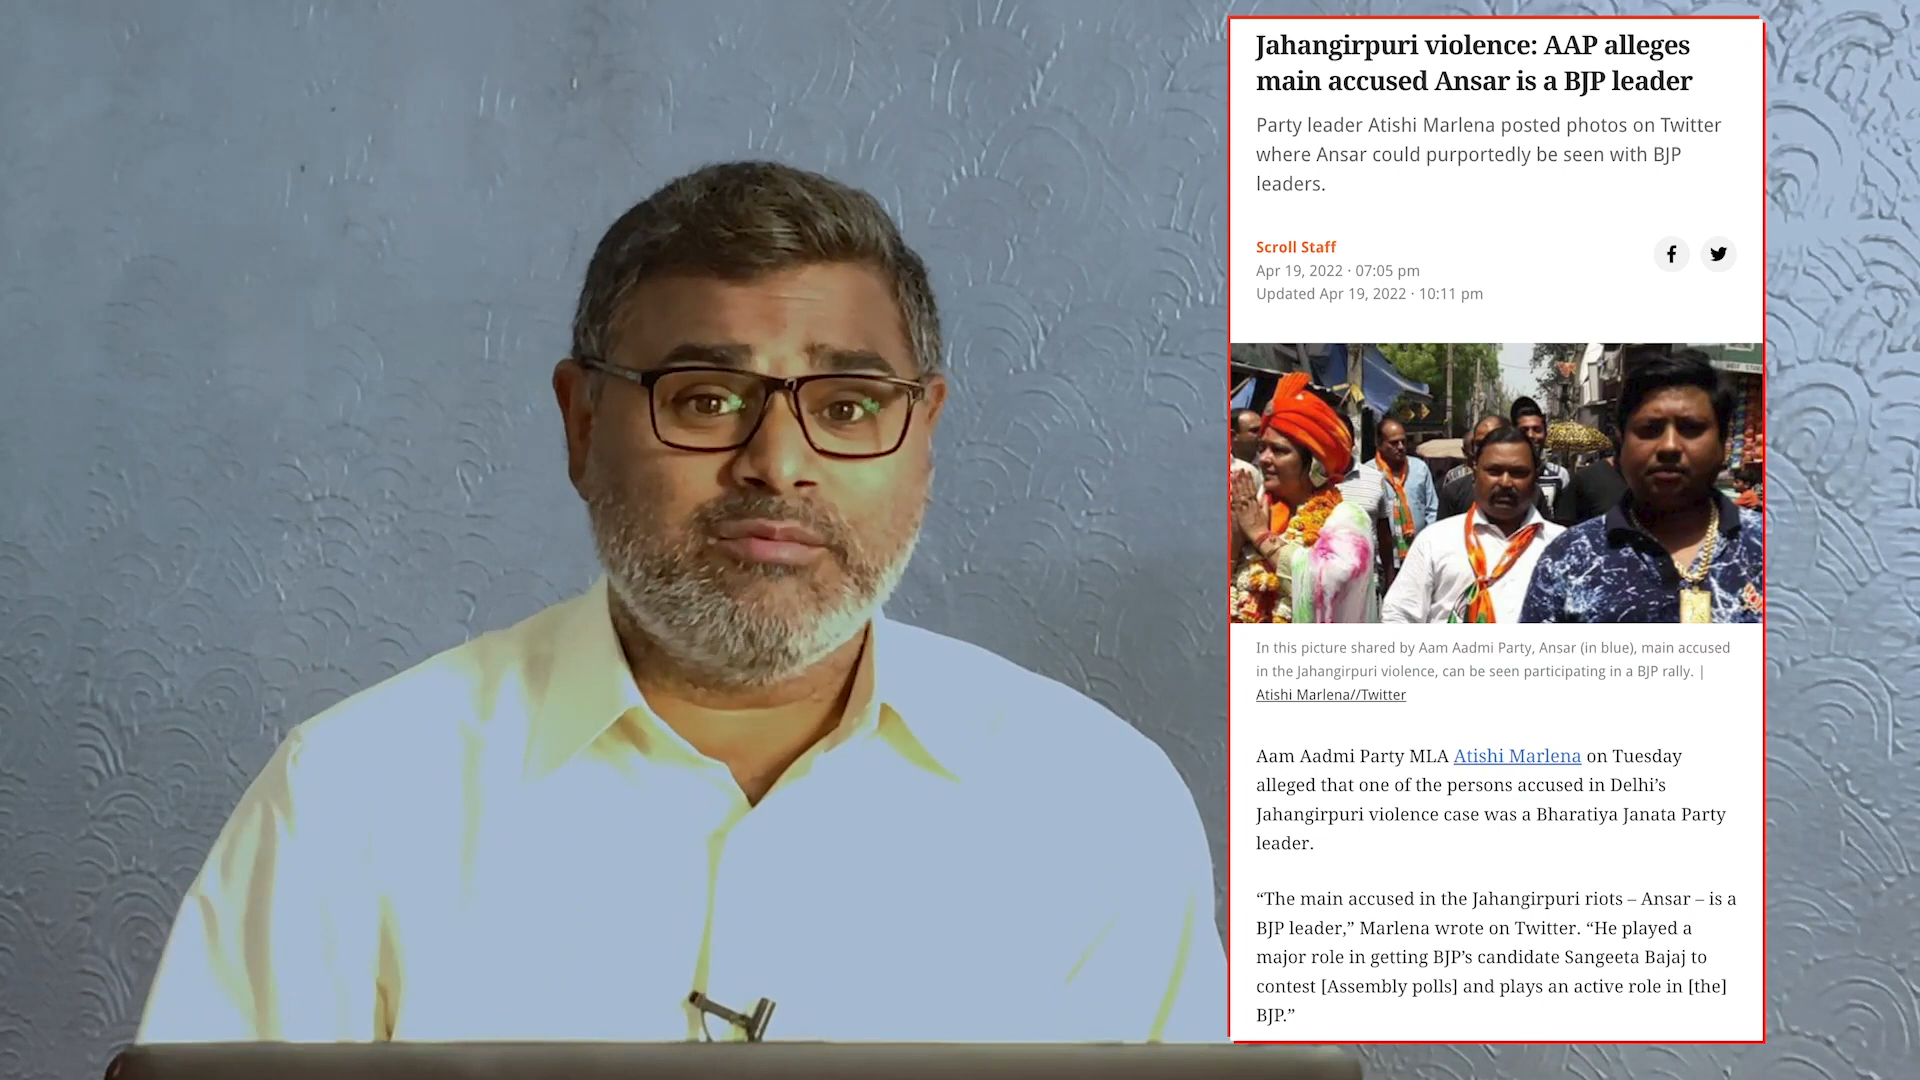 Jahangirpuri violence: AAP alleges
main accused Ansar is a BJP leader
Party leader Atishi Marlena posted photos on Twitter
where Ansar could purportedly be seen with BJP
leaders.
Scroll Staff
Apr 19, 2022 · 07:05 pm
Updated Apr 19, 2022 · 10:11 pm
In this picture shared by Aam Aadmi Party, Ansar (in blue), main accused
in the Jahangirpuri violence, can be seen participating in a BJP rally. |
Atishi Marlena//Twitter
Aam Aadmi Party MLA Atishi Marlena on Tuesday
alleged that one of the persons accused in Delhi’s
Jahangirpuri violence case was a Bharatiya Janata Party
leader.
“The main accused in the Jahangirpuri riots – Ansar – is a
BJP leader,” Marlena wrote on Twitter. “He played a
major role in getting BJP’s candidate Sangeeta Bajaj to
contest [Assembly polls] and plays an active role in [the]
BJP.”